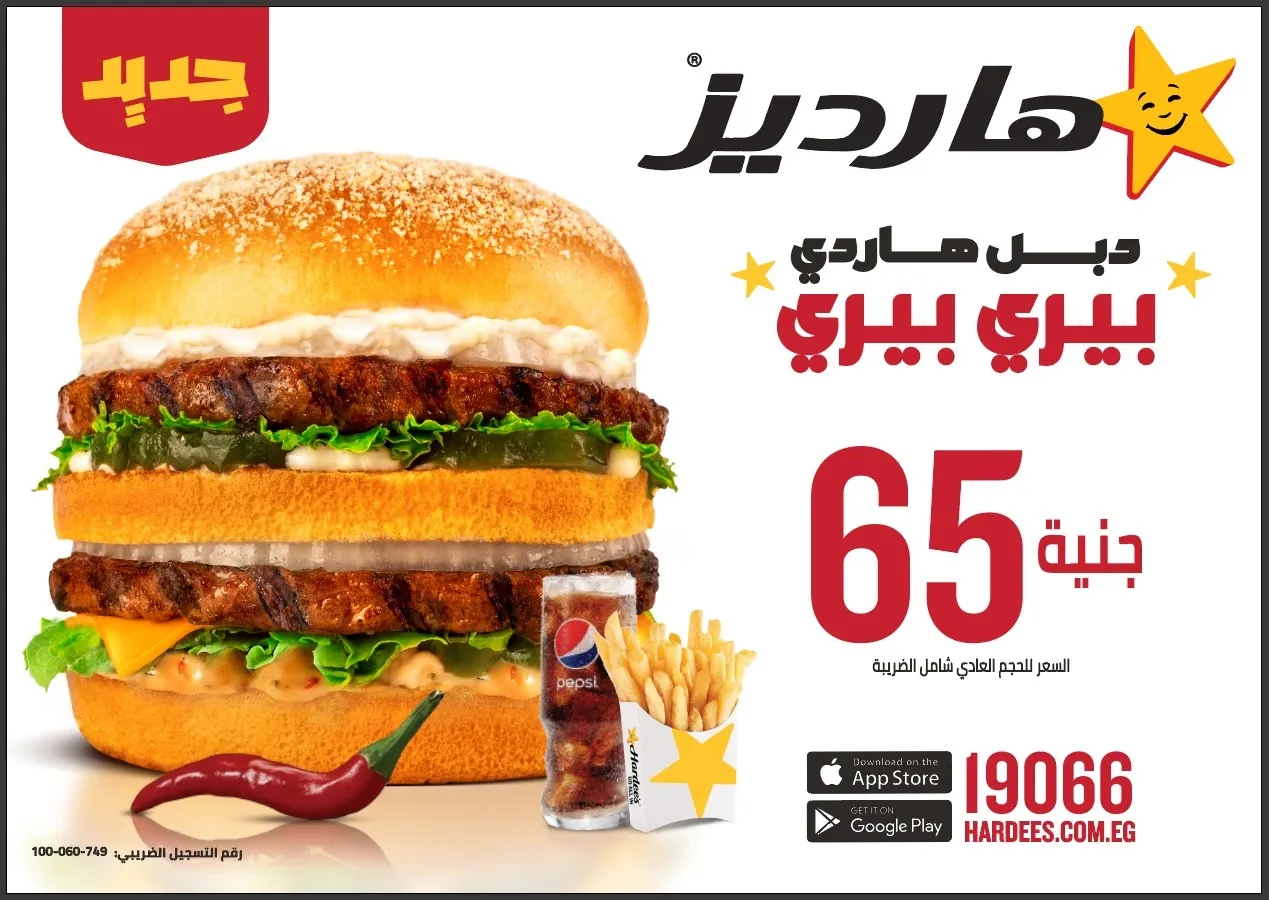 جديد
هارديز®
دبل هاردي
بيري بيري
65 جنية
السعر للحجم العادي شامل الضريبة
pepsi
Hardee's
Download on the
App Store
GET IT ON
Google Play
19066
HARDEES.COM.EG
رقم التسجيل الضريبي: 749-060-100